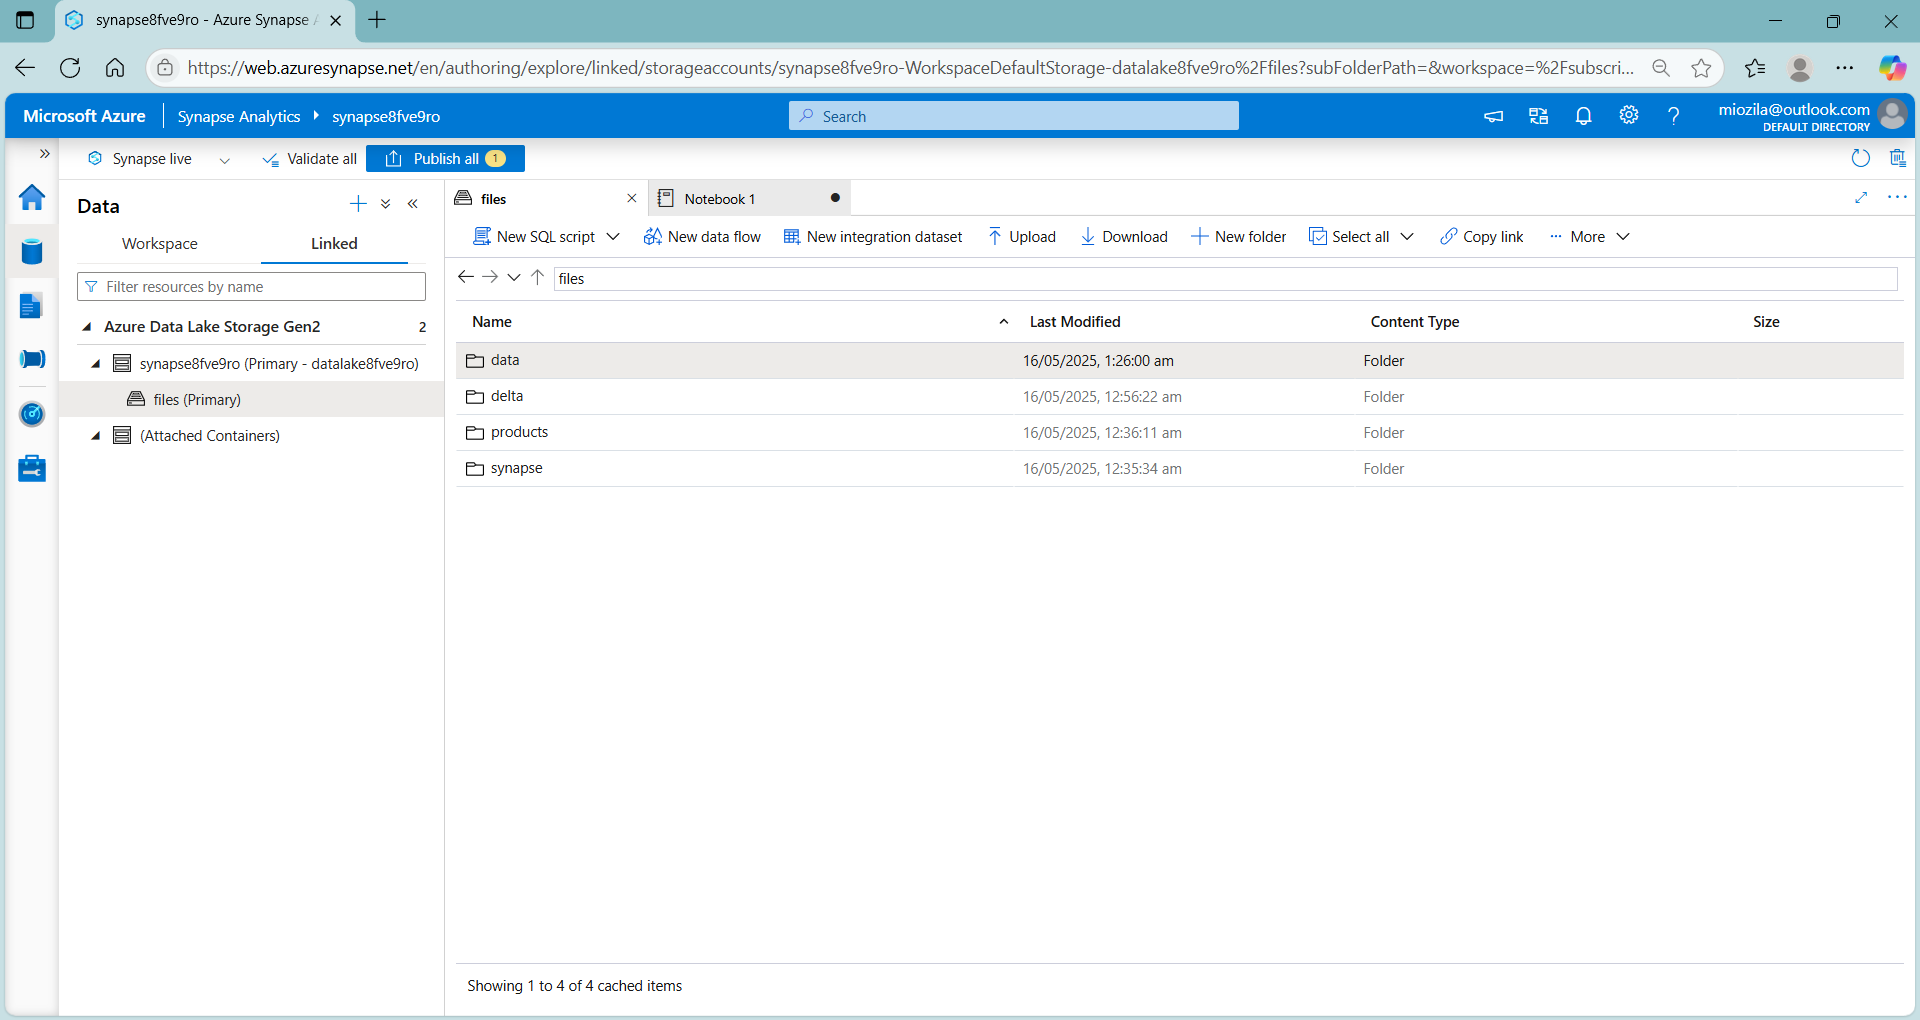 synapse8fve9ro - Azure Synapse
https://web.azuresynapse.net/en/authoring/explore/linked/storageaccounts/synapse8fve9ro-WorkspaceDefaultStorage-datalake8fve9ro%2Ffiles?subFolderPath=&workspace=%2Fsubscri...
Microsoft Azure
Synapse Analytics
synapse8fve9ro
Search
miozila@outlook.com
DEFAULT DIRECTORY
Synapse live
Validate all
Publish all 1
Data
Workspace
Linked
Filter resources by name
Azure Data Lake Storage Gen2 2
synapse8fve9ro (Primary - datalake8fve9ro)
files (Primary)
(Attached Containers)
files
Notebook 1
New SQL script
New data flow
New integration dataset
Upload
Download
New folder
Select all
Copy link
More
files
Name Last Modified Content Type Size
data 16/05/2025, 1:26:00 am Folder
delta 16/05/2025, 12:56:22 am Folder
products 16/05/2025, 12:36:11 am Folder
synapse 16/05/2025, 12:35:34 am Folder
Showing 1 to 4 of 4 cached items